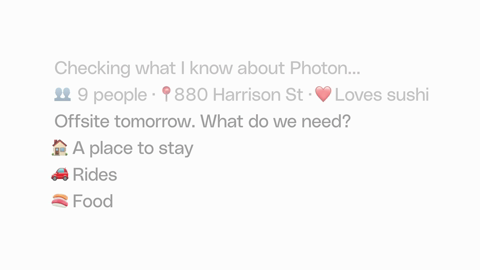 Checking what I know about Photon...
👥 9 people · 📍880 Harrison St · ❤️ Loves sushi
Offsite tomorrow. What do we need?
🏠 A place to stay
🚗 Rides
🍣 Food